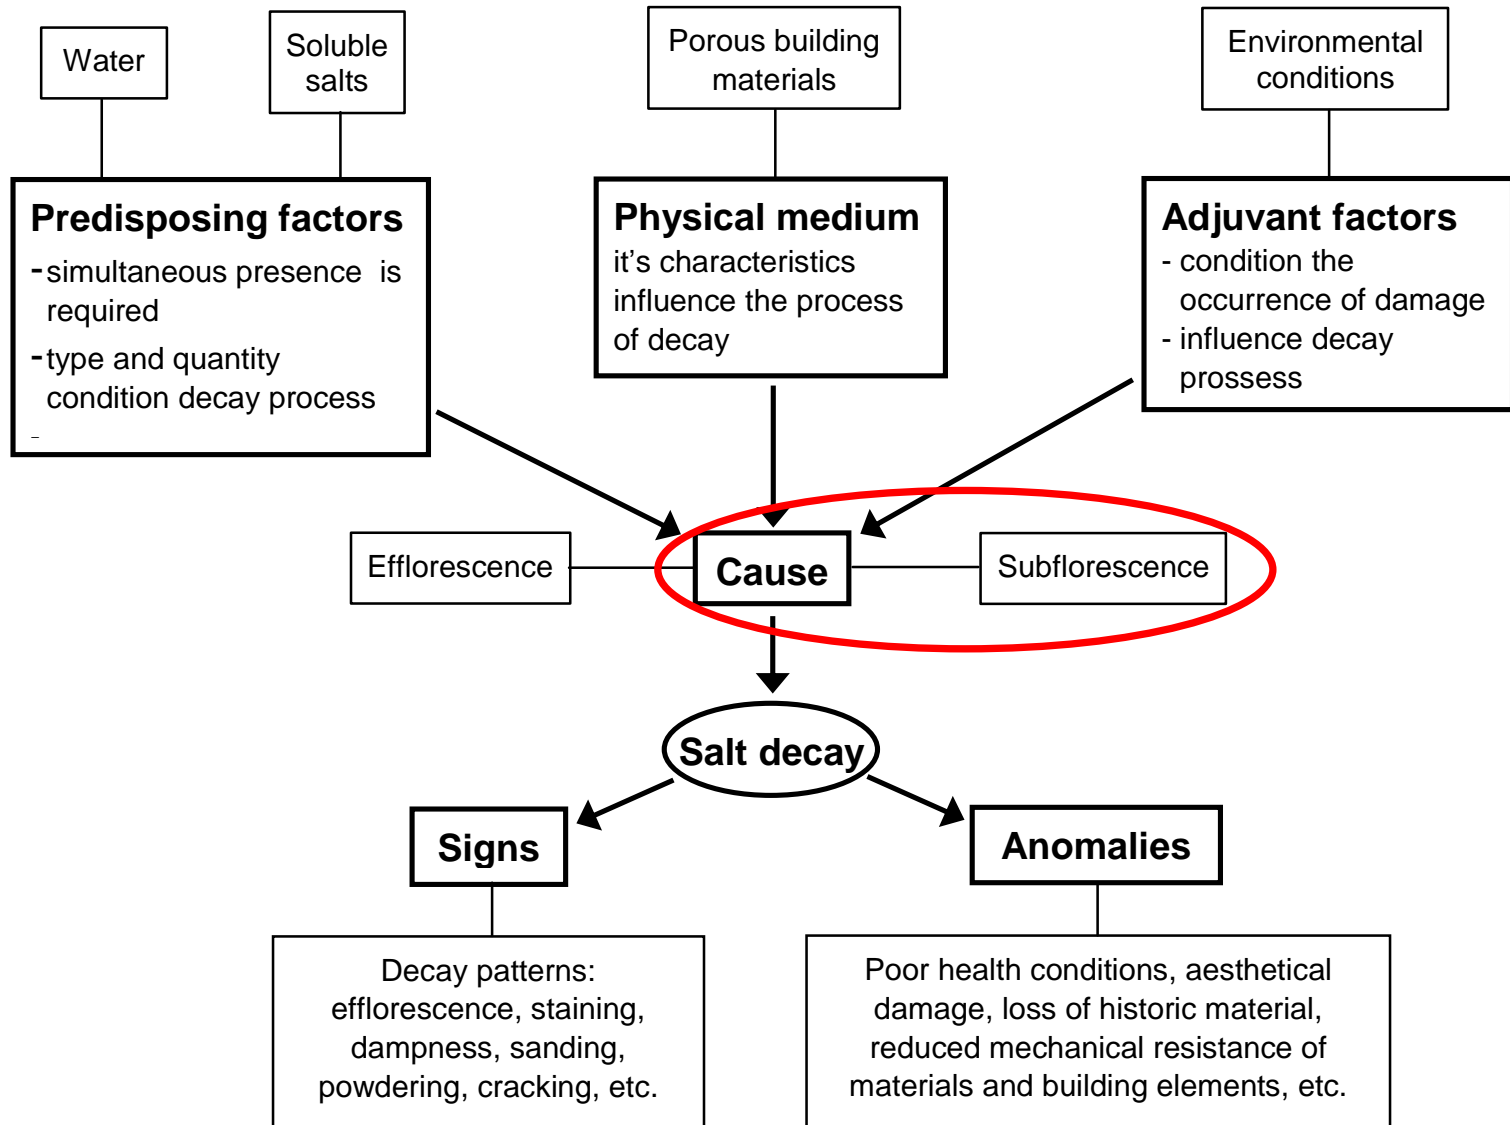 Water
Soluble
salts
Porous building
materials
Environmental
conditions
Predisposing factors
- simultaneous presence is
required
- type and quantity
condition decay process
-
Physical medium
it's characteristics
influence the process
of decay
Adjuvant factors
- condition the
occurrence of damage
- influence decay
prossess
Efflorescence
Cause
Subflorescence
Salt decay
Signs
Anomalies
Decay patterns:
efflorescence, staining,
dampness, sanding,
powdering, cracking, etc.
Poor health conditions, aesthetical
damage, loss of historic material,
reduced mechanical resistance of
materials and building elements, etc.